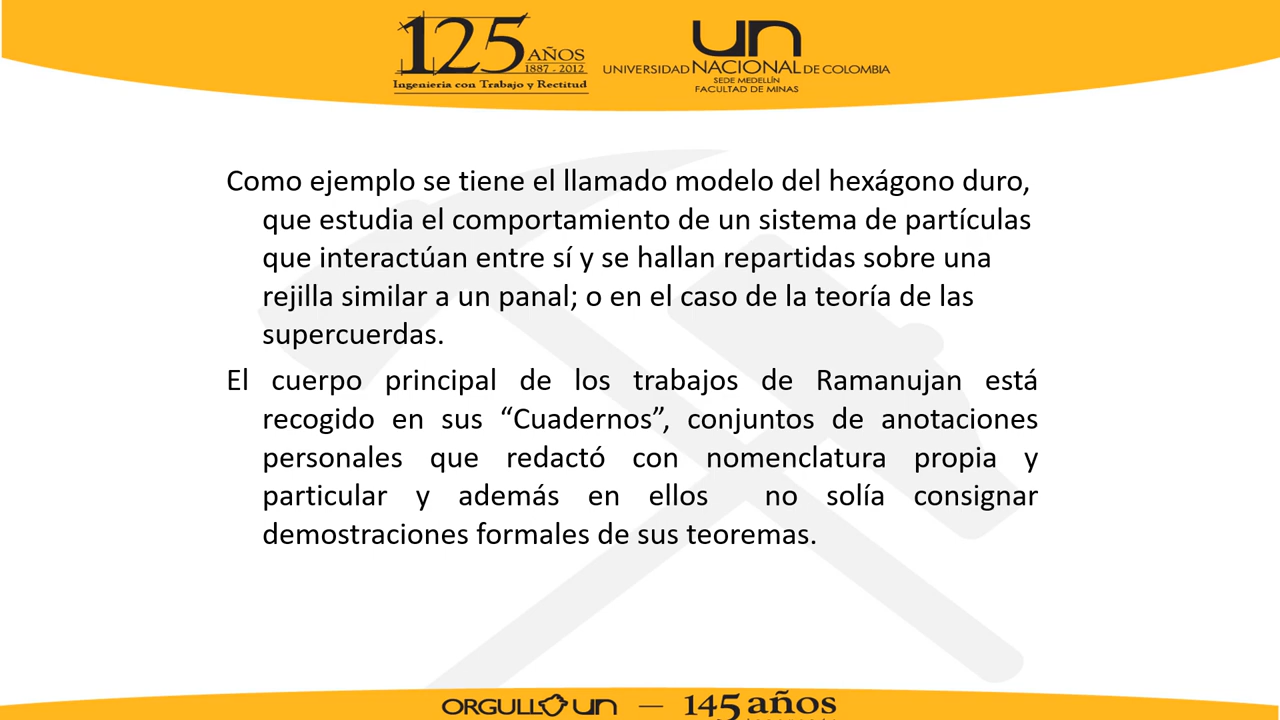 125 AÑOS
1887 - 2012
Ingeniería con Trabajo y Rectitud
un
UNIVERSIDAD NACIONAL DE COLOMBIA
SEDE MEDELLÍN
FACULTAD DE MINAS
Como ejemplo se tiene el llamado modelo del hexágono duro,
que estudia el comportamiento de un sistema de partículas
que interactúan entre sí y se hallan repartidas sobre una
rejilla similar a un panal; o en el caso de la teoría de las
supercuerdas.
El cuerpo principal de los trabajos de Ramanujan está
recogido en sus “Cuadernos”, conjuntos de anotaciones
personales que redactó con nomenclatura propia y
particular y además en ellos no solía consignar
demostraciones formales de sus teoremas.
ORGULLO un — 145 años